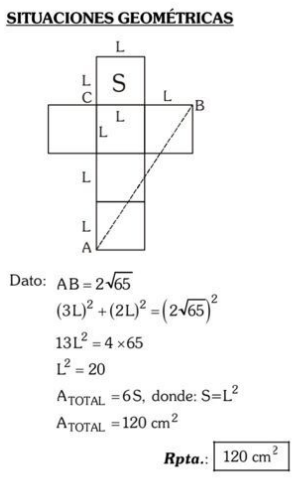 SITUACIONES GEOMÉTRICAS
L
L
S
C
L
B
L
L
L
L
A
Dato: AB = 2√65
(3L)² + (2L)² = (2√65)²
13L² = 4 × 65
L² = 20
A_TOTAL = 6S, donde: S=L²
A_TOTAL = 120 cm²
Rpta.: 120 cm²